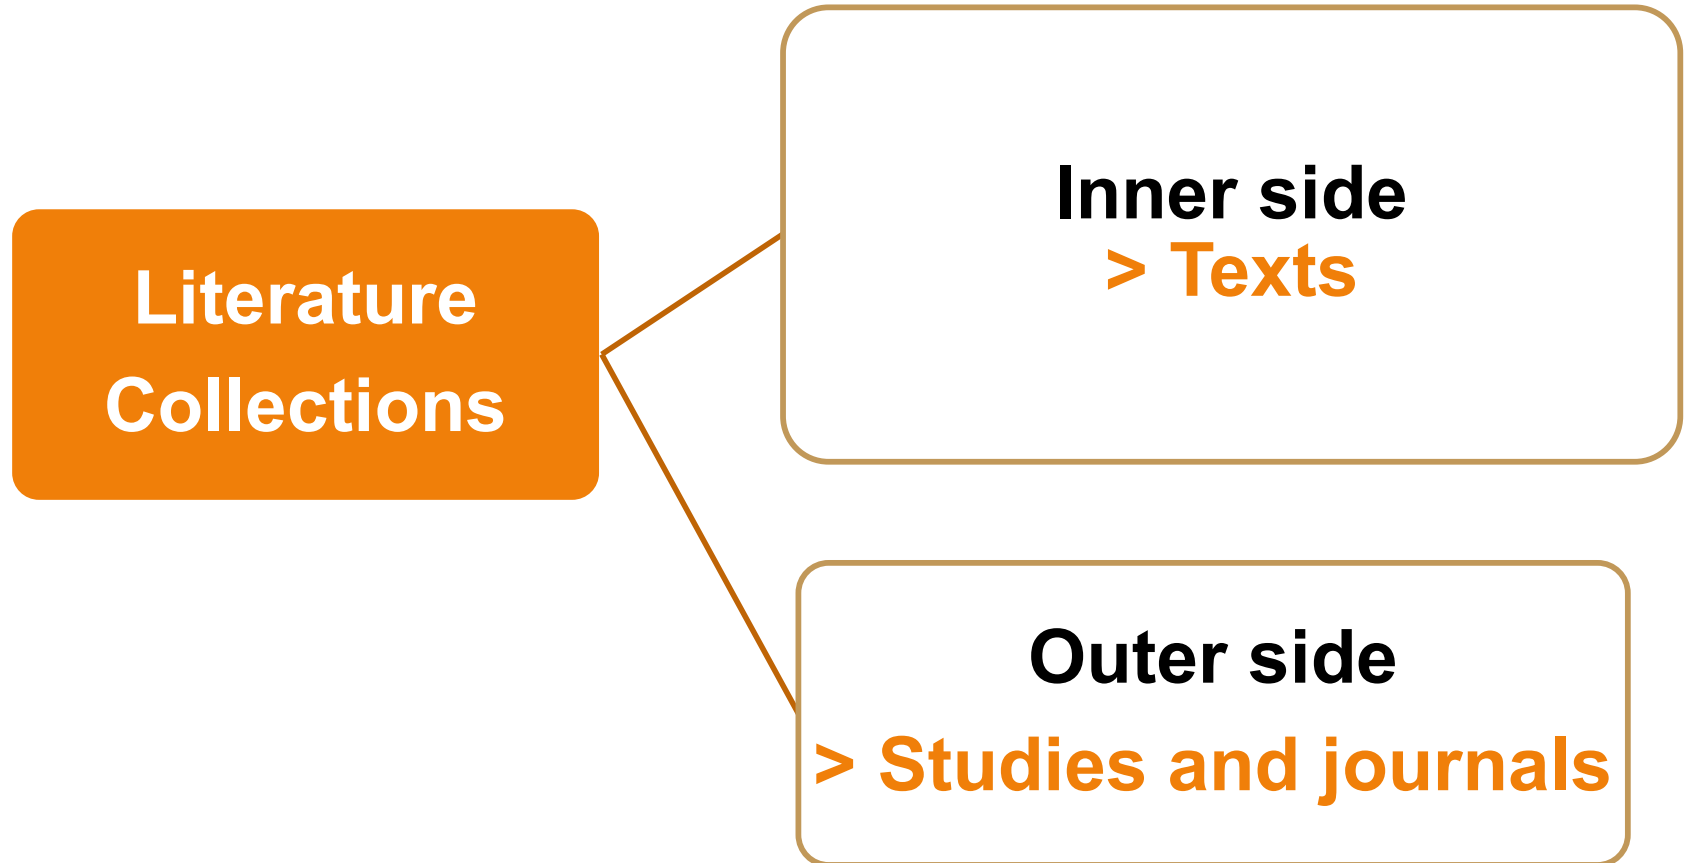 Literature
Collections
Inner side
> Texts
Outer side
> Studies and journals